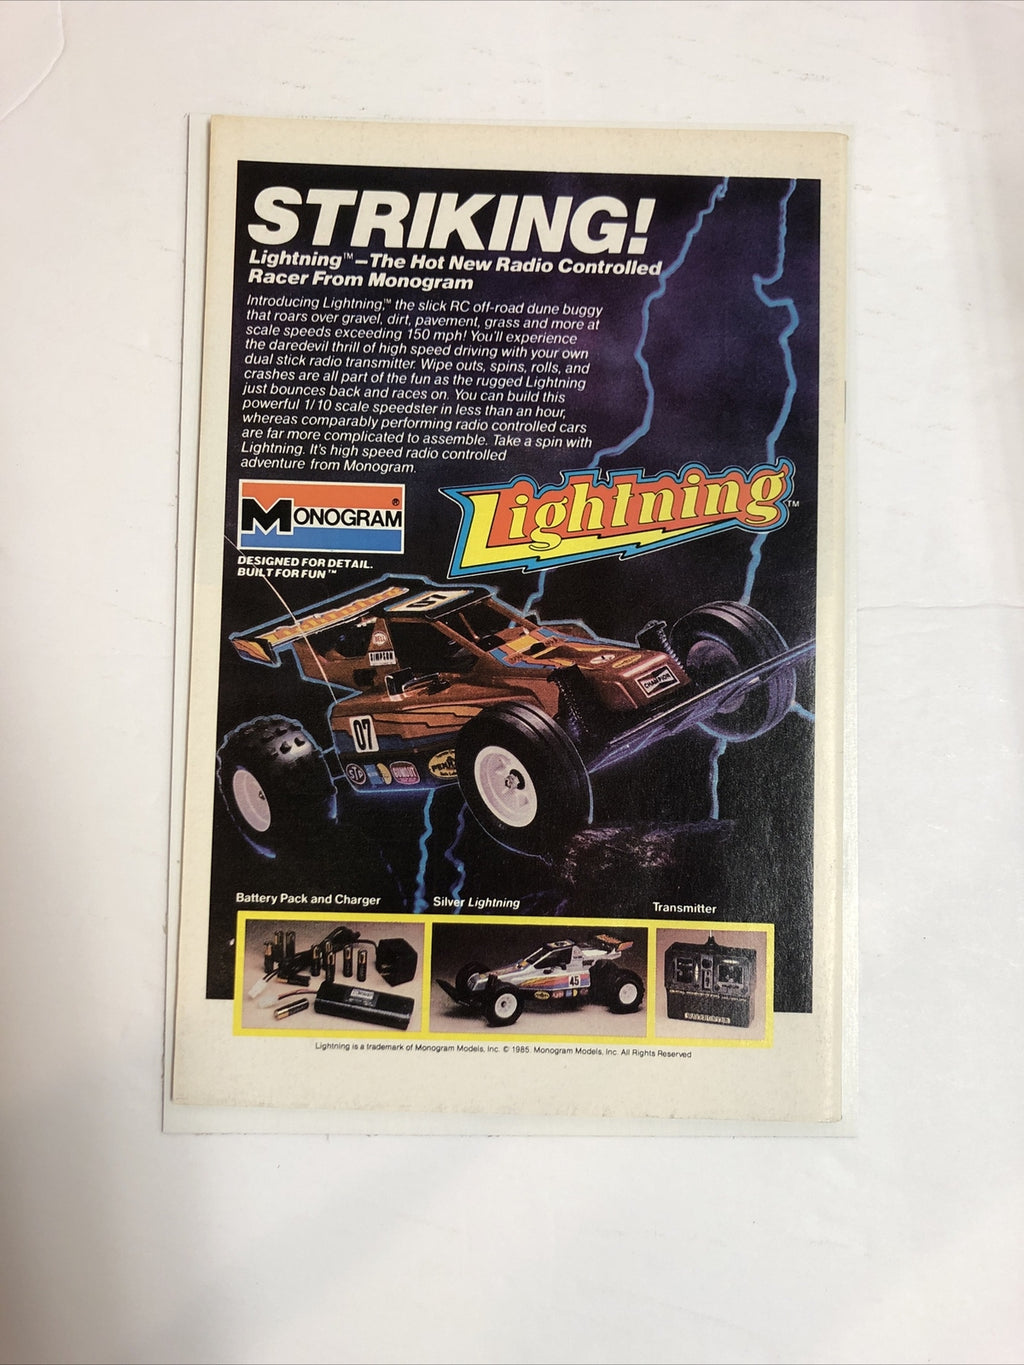 STRIKING!
Lightning™–The Hot New Radio Controlled
Racer From Monogram
Introducing Lightning,™ the slick RC off-road dune buggy
that roars over gravel, dirt, pavement, grass and more at
scale speeds exceeding 150 mph! You'll experience
the daredevil thrill of high speed driving with your own
dual stick radio transmitter. Wipe outs, spins, rolls, and
crashes are all part of the fun as the rugged Lightning
just bounces back and races on. You can build this
powerful 1/10 scale speedster in less than an hour,
whereas comparably performing radio controlled cars
are far more complicated to assemble. Take a spin with
Lightning. It's high speed radio controlled
adventure from Monogram.
MONOGRAM®
DESIGNED FOR DETAIL.
BUILT FOR FUN™
Lightning™
07
SIMPSON
CHAMPION
07
STP
Battery Pack and Charger
Silver Lightning
Transmitter
45
Lightning is a trademark of Monogram Models, Inc. © 1985. Monogram Models, Inc. All Rights Reserved